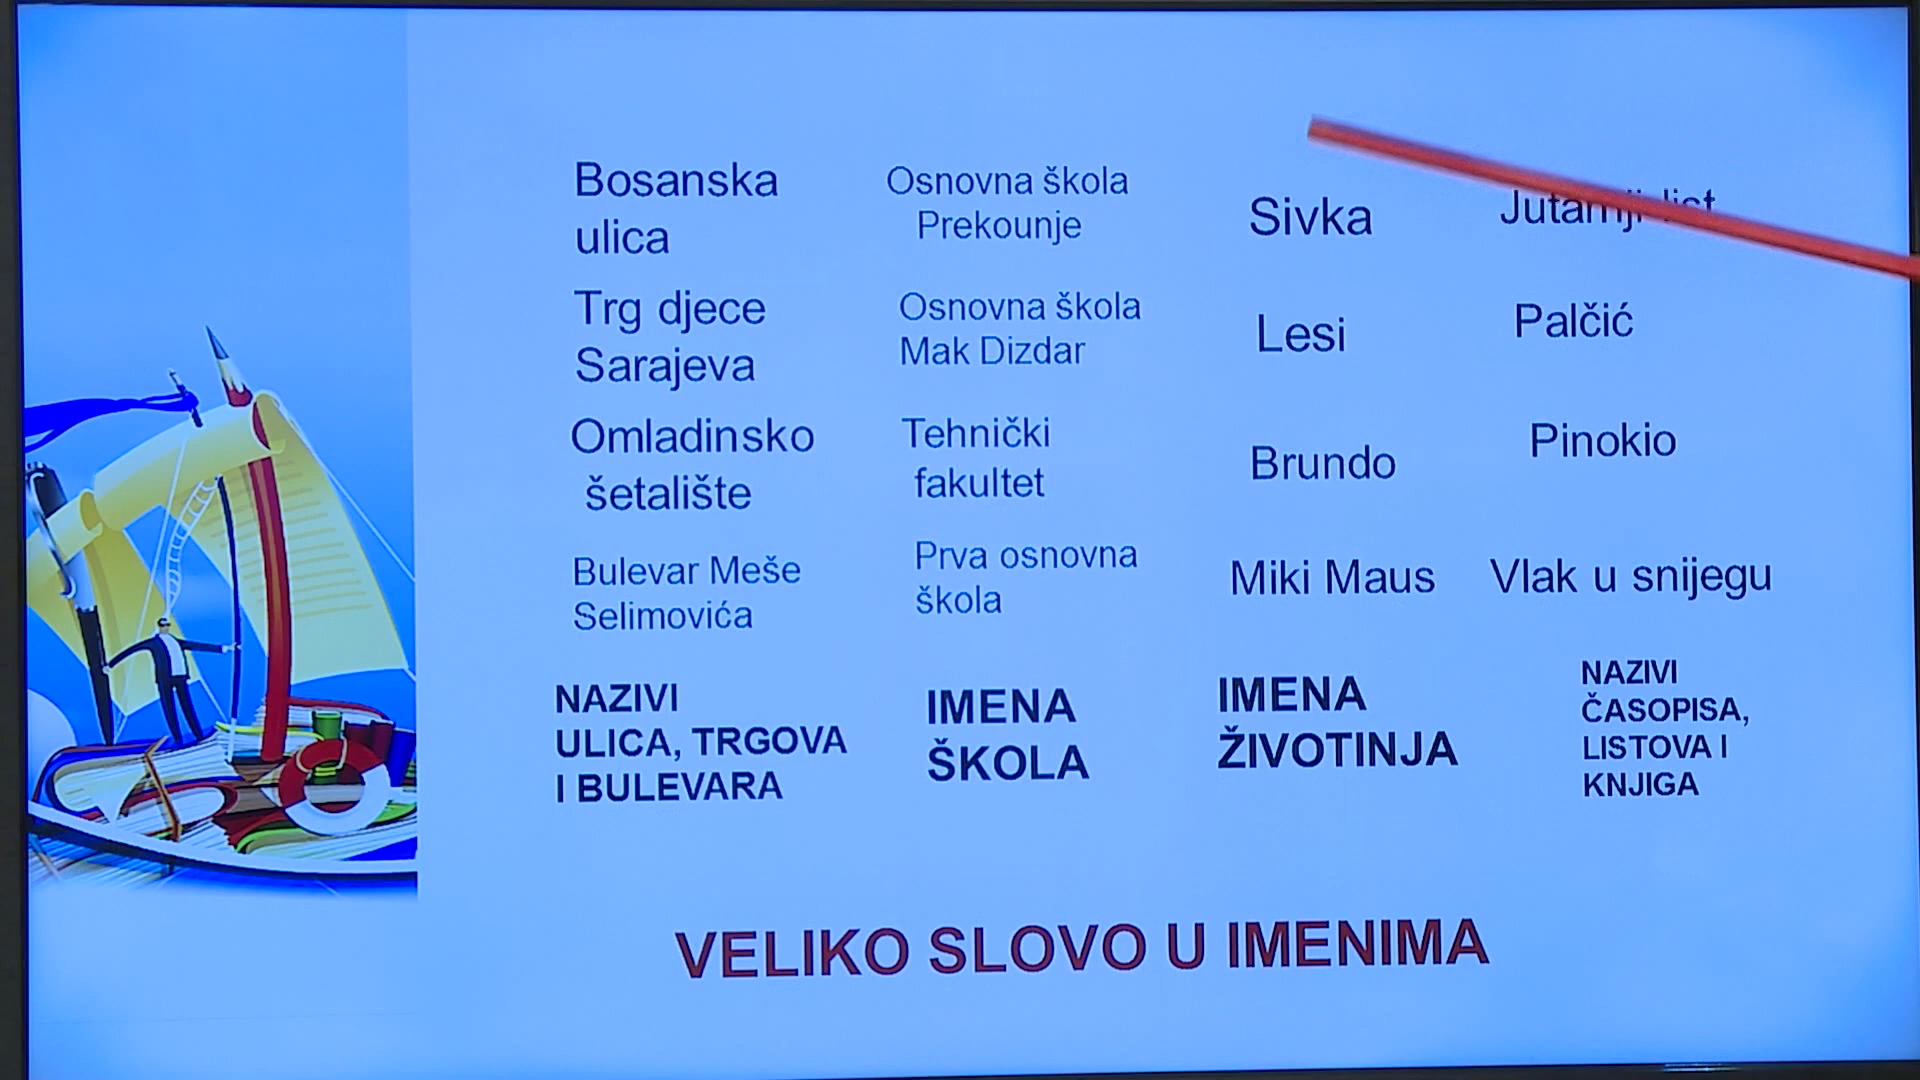 Bosanska
ulica
Trg djece
Sarajeva
Omladinsko
šetalište
Bulevar Meše
Selimovića
NAZIVI
ULICA, TRGOVA
I BULEVARA
Osnovna škola
Prekounje
Osnovna škola
Mak Dizdar
Tehnički
fakultet
Prva osnovna
škola
IMENA
ŠKOLA
Sivka
Lesi
Brundo
Miki Maus
IMENA
ŽIVOTINJA
list
Palčić
Pinokio
Vlak u snijegu
NAZIVI
ČASOPISA,
LISTOVA I
KNJIGA
VELIKO SLOVO U IMENIMA